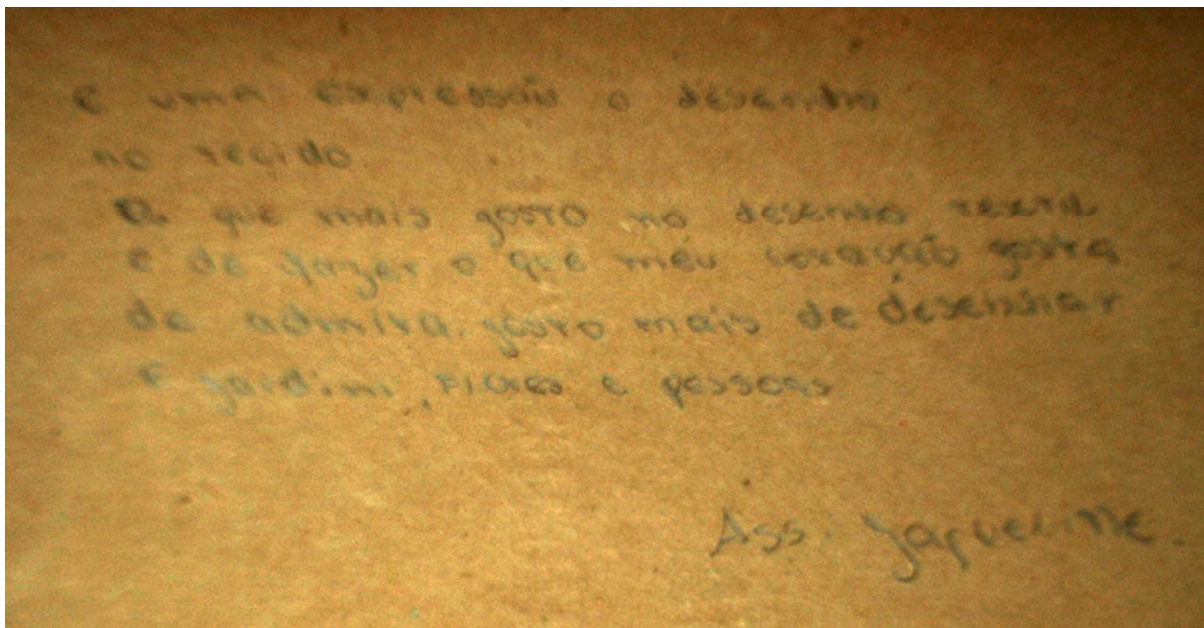 e uma expressão o desenho
no tecido
O que mais gosto no desenho textil
e de fazer o que meu coração gosta
de admira. gosto mais de desenhar
e jardim, Flores e pessoas
Ass. Jaqueline.